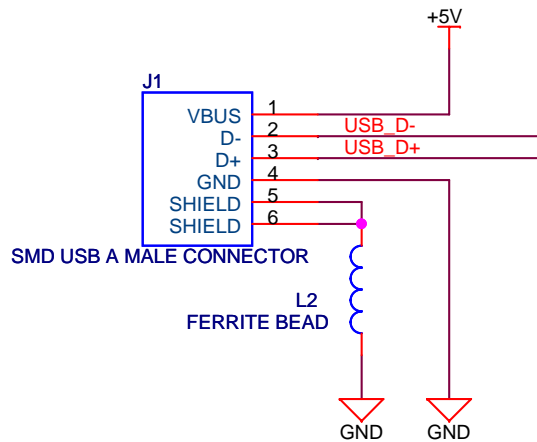 +5V
J1
VBUS 1
D- 2 USB_D-
D+ 3 USB_D+
GND 4
SHIELD 5
SHIELD 6
SMD USB A MALE CONNECTOR
L2
FERRITE BEAD
GND GND